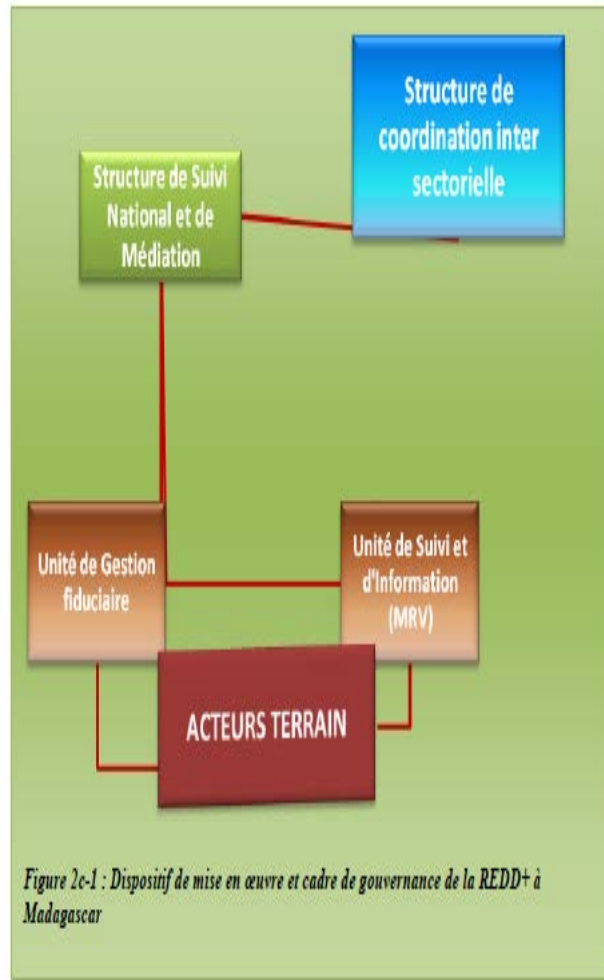 Structure de
coordination inter
sectorielle
Structure de Suivi
National et de
Médiation
Unité de Gestion
fiduciaire
Unité de Suivi et
d'Information
(MRV)
ACTEURS TERRAIN
Figure 2c-1 : Dispositif de mise en œuvre et cadre de gouvernance de la REDD+ à
Madagascar